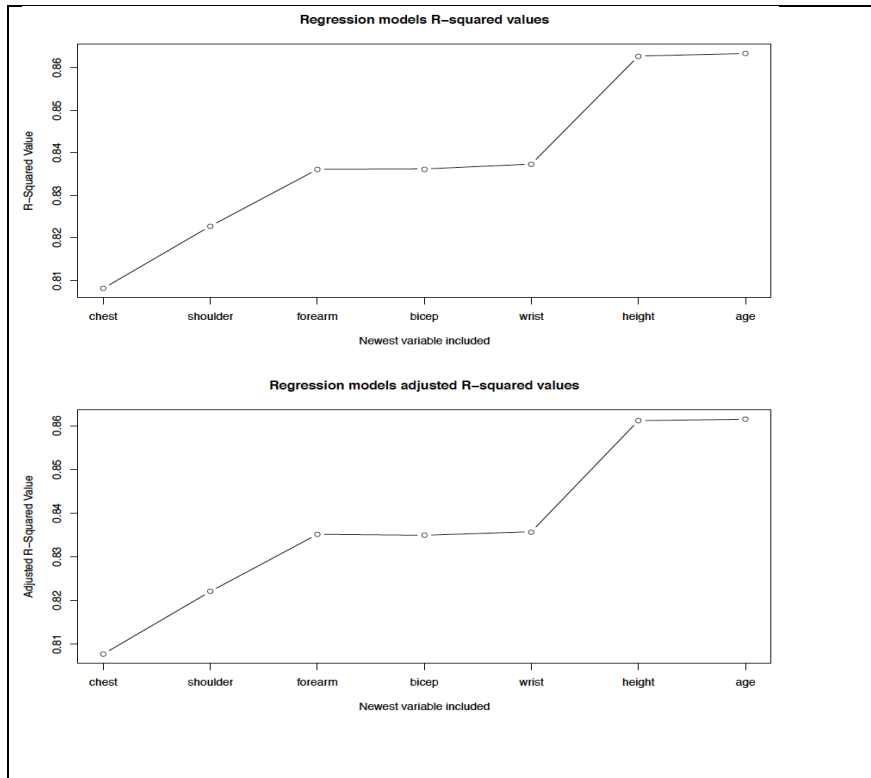 Regression models R−squared values
0.86
0.85
0.84
0.83
0.82
0.81
R−Squared Value
chest shoulder forearm bicep wrist height age
Newest variable included
Regression models adjusted R−squared values
0.86
0.85
0.84
0.83
0.82
0.81
Adjusted R−Squared Value
chest shoulder forearm bicep wrist height age
Newest variable included